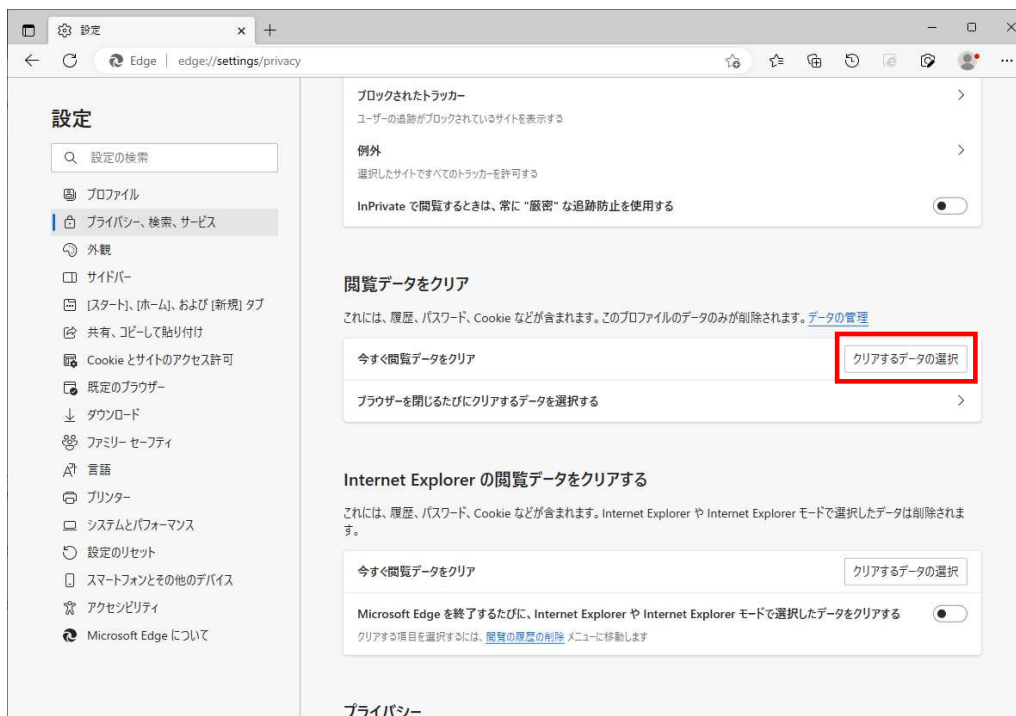 設定
Edge | edge://settings/privacy
設定
設定の検索
プロファイル
プライバシー、検索、サービス
外観
サイドバー
[スタート]、[ホーム]、および [新規] タブ
共有、コピーして貼り付け
Cookie とサイトのアクセス許可
既定のブラウザー
ダウンロード
ファミリー セーフティ
言語
プリンター
システムとパフォーマンス
設定のリセット
スマートフォンとその他のデバイス
アクセシビリティ
Microsoft Edge について
ブロックされたトラッカー
ユーザーの追跡がブロックされているサイトを表示する
例外
選択したサイトですべてのトラッカーを許可する
InPrivate で閲覧するときは、常に "厳密" な追跡防止を使用する
閲覧データをクリア
これには、履歴、パスワード、Cookie などが含まれます。このプロファイルのデータのみが削除されます。データの管理
今すぐ閲覧データをクリア
クリアするデータの選択
ブラウザーを閉じるたびにクリアするデータを選択する
Internet Explorer の閲覧データをクリアする
これには、履歴、パスワード、Cookie などが含まれます。Internet Explorer や Internet Explorer モードで選択したデータは削除されま
す。
今すぐ閲覧データをクリア
クリアするデータの選択
Microsoft Edge を終了するたびに、Internet Explorer や Internet Explorer モードで選択したデータをクリアする
クリアする項目を選択するには、閲覧の履歴の削除 メニューに移動します
プライバシー